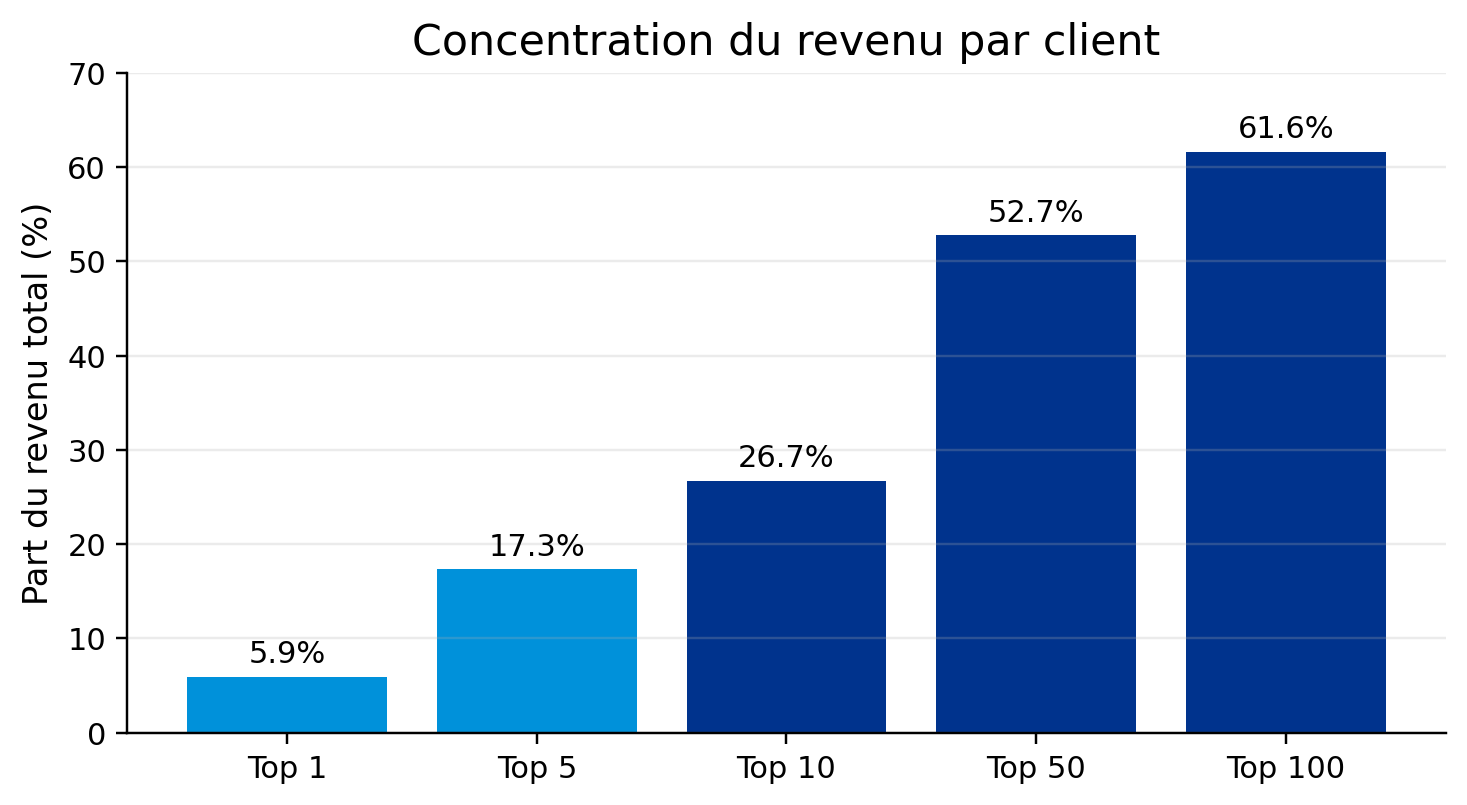 Concentration du revenu par client
Part du revenu total (%)
70
60
50
40
30
20
10
0
5.9%
17.3%
26.7%
52.7%
61.6%
Top 1
Top 5
Top 10
Top 50
Top 100